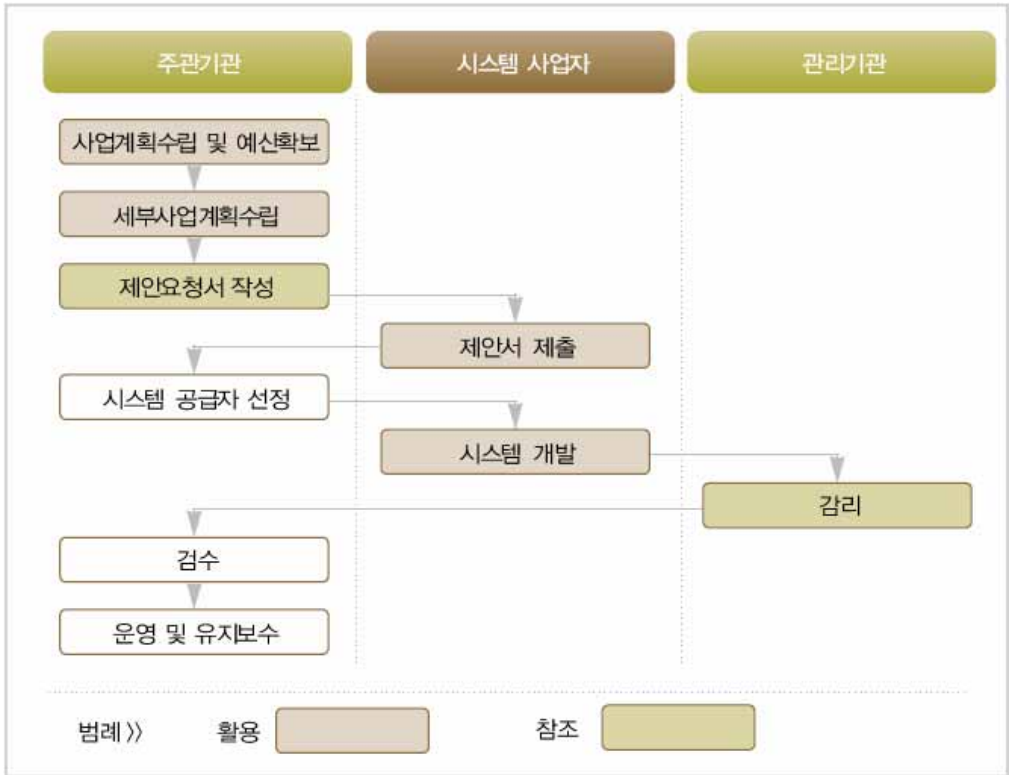 주관기관
시스템 사업자
관리기관
사업계획수립 및 예산확보
세부사업계획수립
제안요청서 작성
제안서 제출
시스템 공급자 선정
시스템 개발
감리
검수
운영 및 유지보수
범례 》 활용 참조